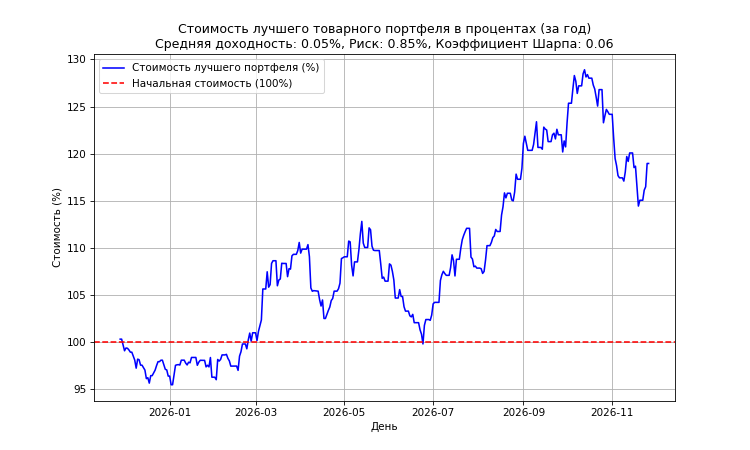 Стоимость лучшего товарного портфеля в процентах (за год)
Средняя доходность: 0.05%, Риск: 0.85%, Коэффициент Шарпа: 0.06
Стоимость лучшего портфеля (%)
Начальная стоимость (100%)
Стоимость (%)
130
125
120
115
110
105
100
95
2026-01
2026-03
2026-05
2026-07
2026-09
2026-11
День